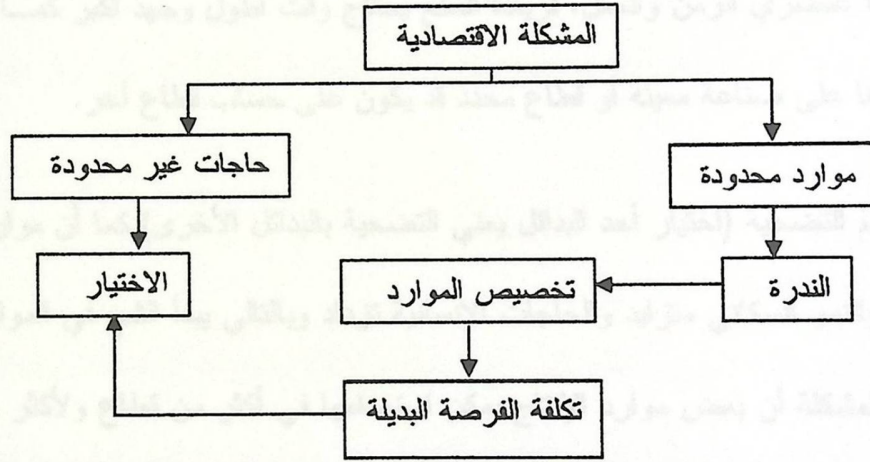 المشكلة الاقتصادية
موارد محدودة
حاجات غير محدودة
الندرة
تخصيص الموارد
الاختيار
تكلفة الفرصة البديلة